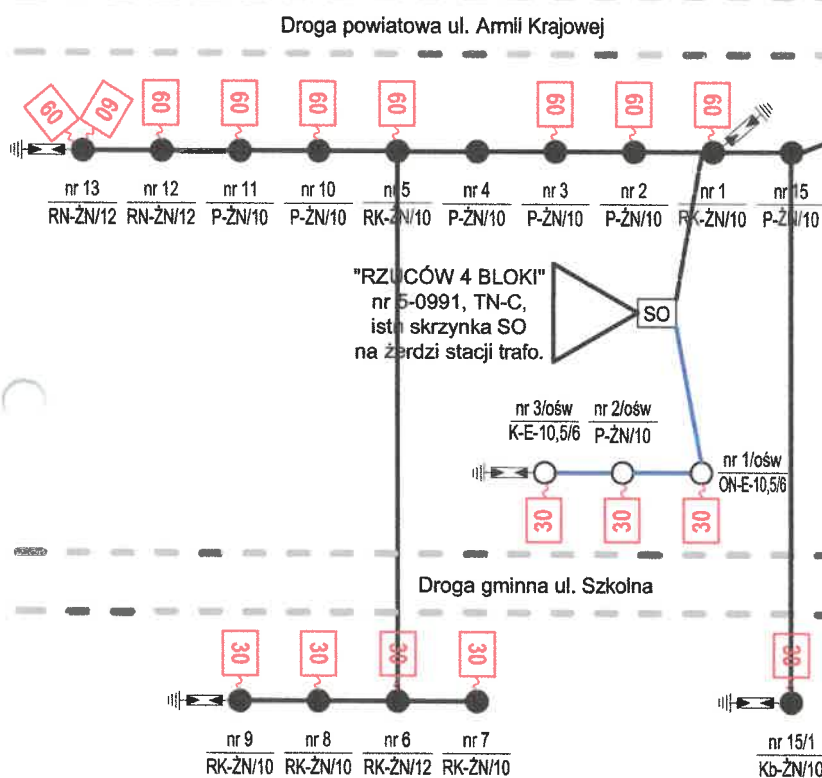 Droga powiatowa ul. Armii Krajowej
60 60 60 60 60 60 60 60 60
nr 13 nr 12 nr 11 nr 10 nr 5 nr 4 nr 3 nr 2 nr 1 nr 15
RN-ŻN/12 RN-ŻN/12 P-ŻN/10 P-ŻN/10 RK-ŻN/10 P-ŻN/10 P-ŻN/10 P-ŻN/10 RK-ŻN/10 P-ŻN/10
"RZUCÓW 4 BLOKI"
nr 5-0991, TN-C,
istn skrzynka SO
na żerdzi stacji trafo.
SO
nr 3/ośw nr 2/ośw
K-E-10,5/6 P-ŻN/10
nr 1/ośw
ON-E-10,5/6
30 30 30
Droga gminna ul. Szkolna
30 30 30 30 30
nr 9 nr 8 nr 6 nr 7 nr 15/1
RK-ŻN/10 RK-ŻN/10 RK-ŻN/12 RK-ŻN/10 Kb-ŻN/10